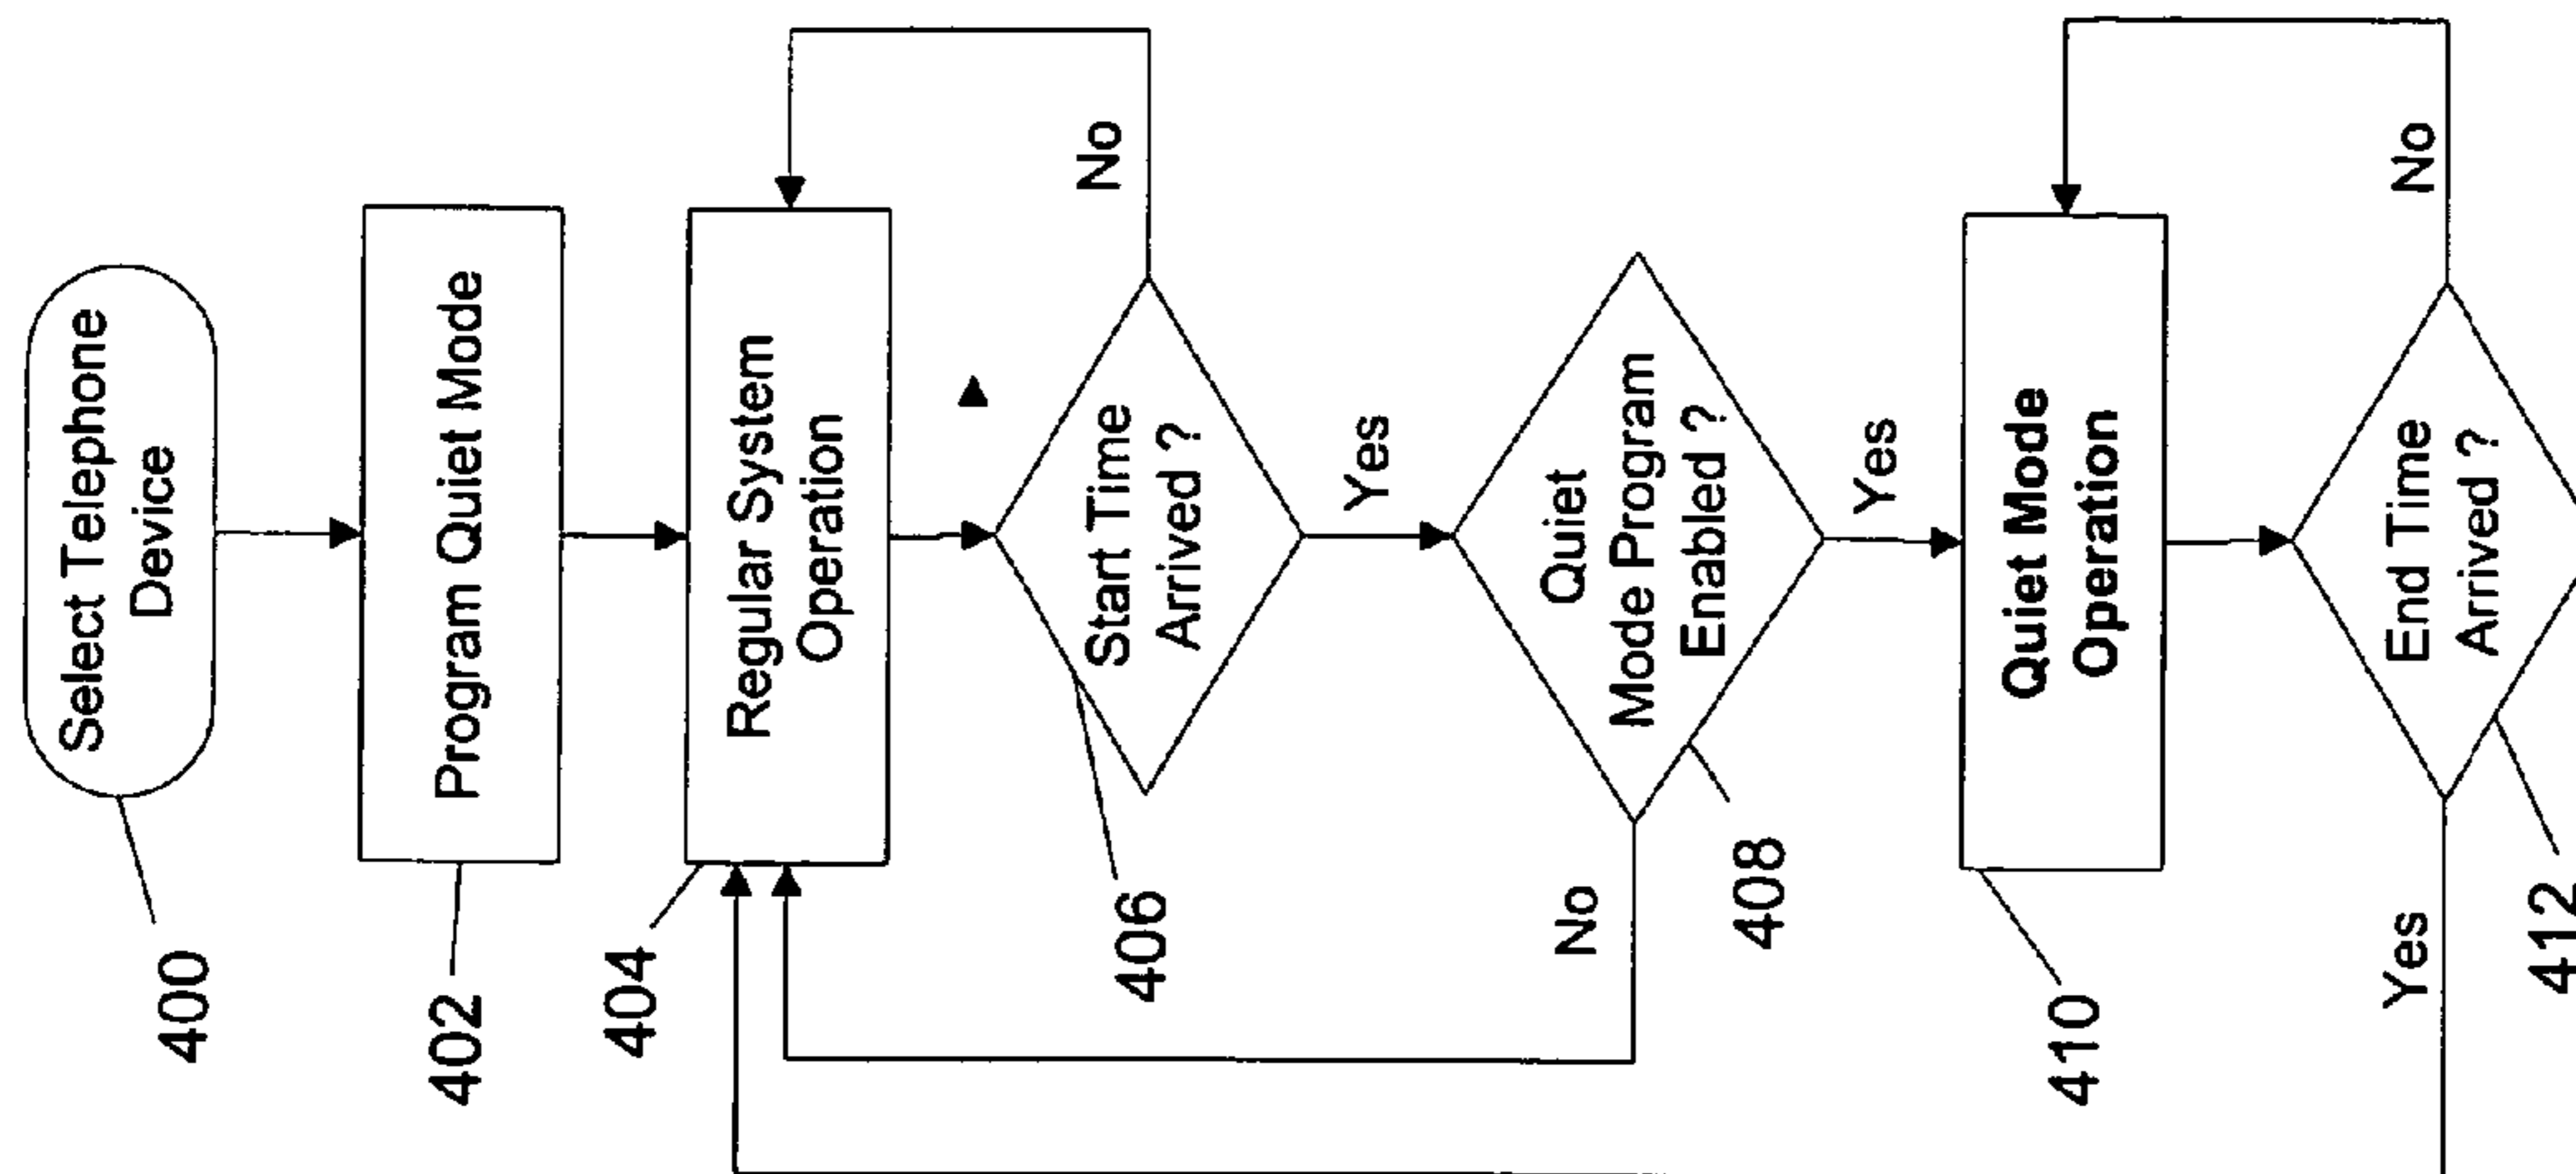 Select Telephone
Device
400
Program Quiet Mode
402
Regular System
Operation
404
No
Start Time
Arrived ?
406
Yes
Quiet
Mode Program
Enabled ?
408
No
Yes
Quiet Mode
Operation
410
No
End Time
Arrived ?
412
Yes